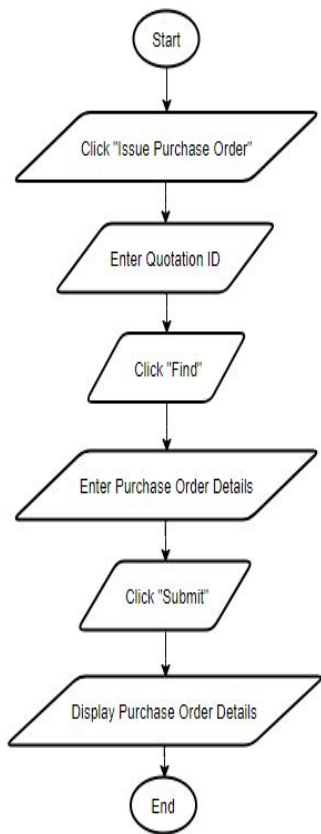 Start
Click "Issue Purchase Order"
Enter Quotation ID
Click "Find"
Enter Purchase Order Details
Click "Submit"
Display Purchase Order Details
End